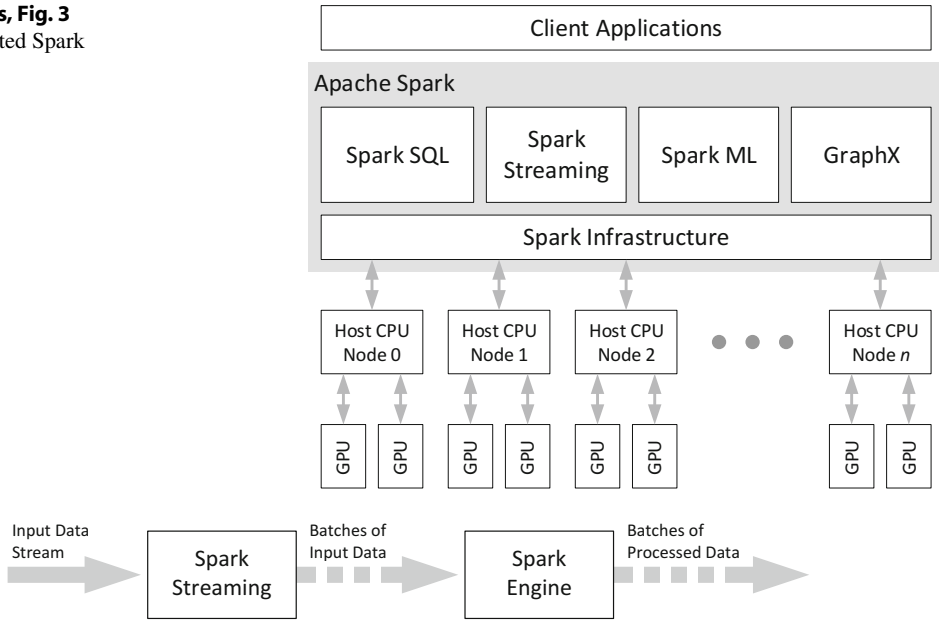 s, Fig. 3
ted Spark
Client Applications
Apache Spark
Spark SQL
Spark
Streaming
Spark ML
GraphX
Spark Infrastructure
Host CPU
Node 0
Host CPU
Node 1
Host CPU
Node 2
Host CPU
Node n
GPU
GPU
GPU
GPU
GPU
GPU
GPU
GPU
Input Data
Stream
Spark
Streaming
Batches of
Input Data
Spark
Engine
Batches of
Processed Data